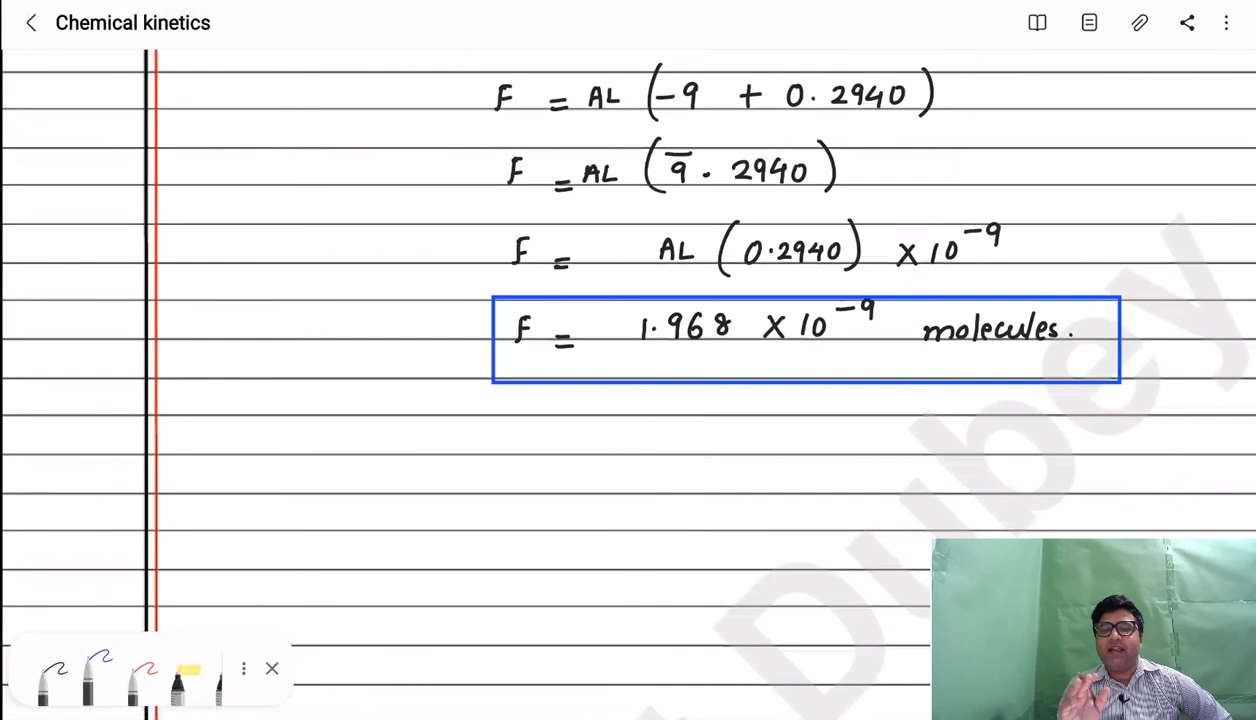 Chemical kinetics
F = AL (-9 + 0.2940)
F = AL (9̅.2940)
F = AL (0.2940) × 10⁻⁹
F = 1.968 × 10⁻⁹ molecules.
Dubey